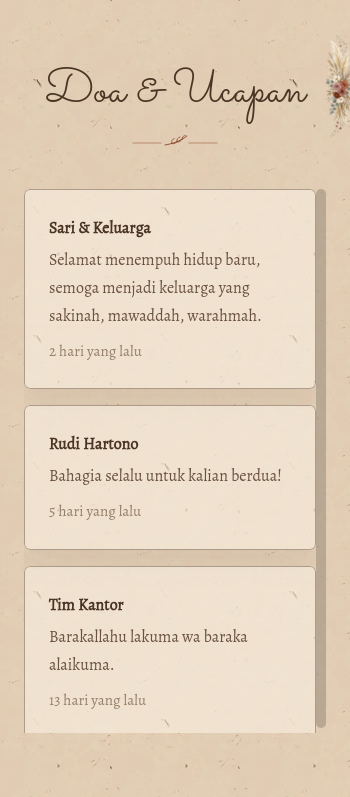 Doa & Ucapan
Sari & Keluarga
Selamat menempuh hidup baru,
semoga menjadi keluarga yang
sakinah, mawaddah, warahmah.
2 hari yang lalu
Rudi Hartono
Bahagia selalu untuk kalian berdua!
5 hari yang lalu
Tim Kantor
Barakallahu lakuma wa baraka
alaikuma.
13 hari yang lalu